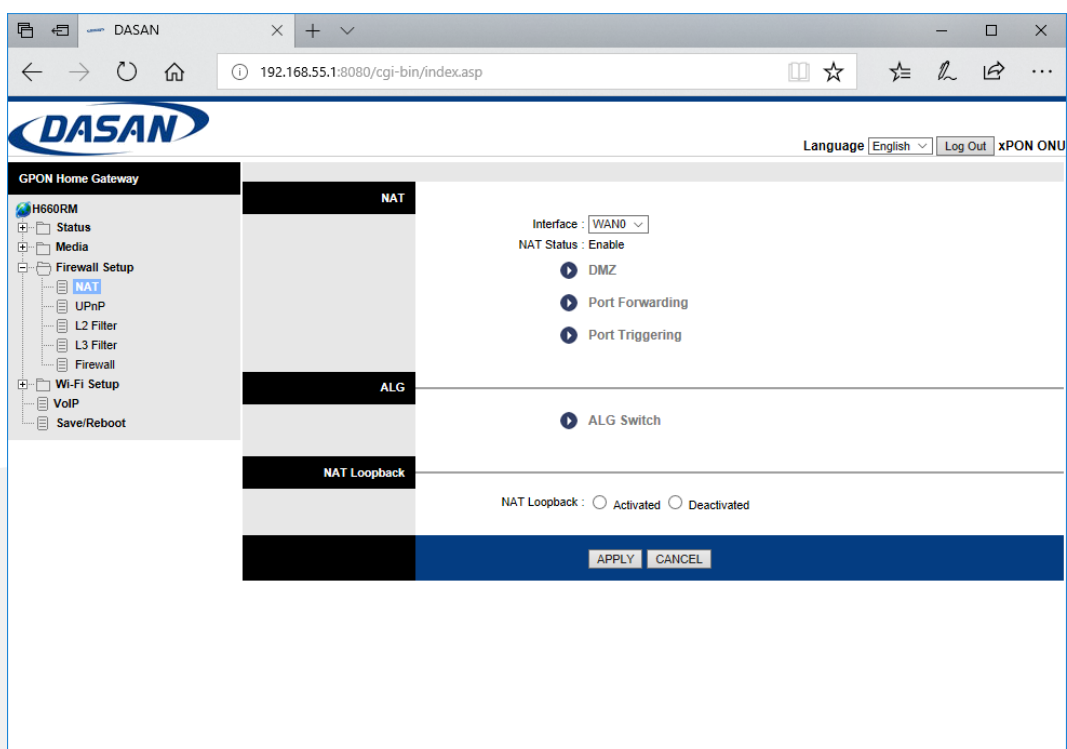 DASAN
192.168.55.1:8080/cgi-bin/index.asp
DASAN
Language English Log Out xPON ONU
GPON Home Gateway
H660RM
Status
Media
Firewall Setup
NAT
UPnP
L2 Filter
L3 Filter
Firewall
Wi-Fi Setup
VoIP
Save/Reboot
NAT
Interface : WAN0
NAT Status : Enable
DMZ
Port Forwarding
Port Triggering
ALG
ALG Switch
NAT Loopback
NAT Loopback : Activated Deactivated
APPLY CANCEL